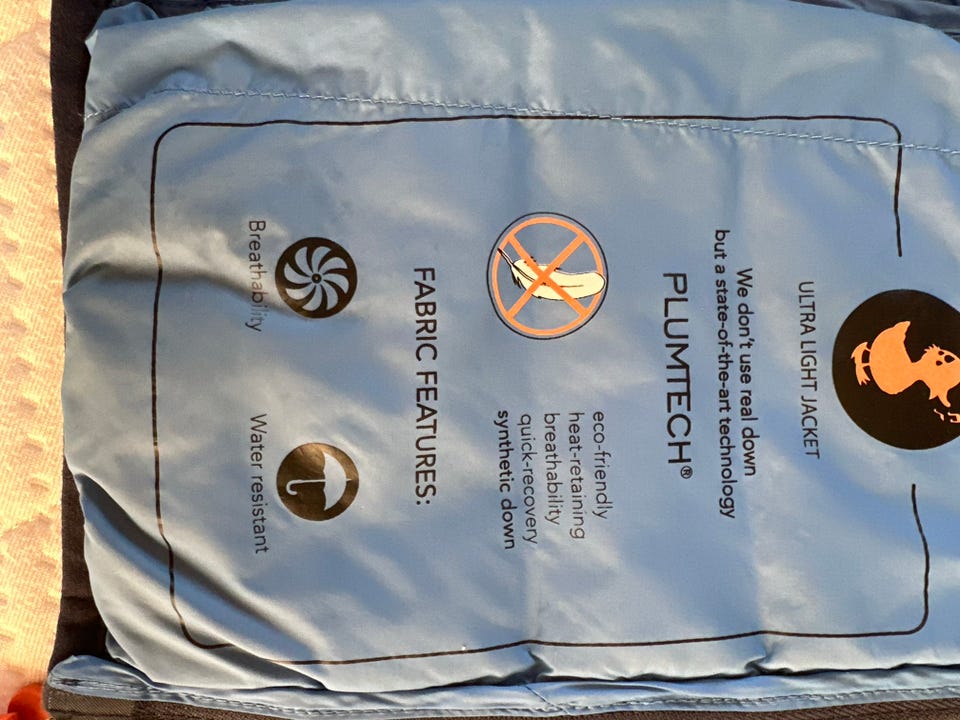 ULTRA LIGHT JACKET
We don't use real down
but a state-of-the-art technology
PLUMTECH®
eco-friendly
heat-retaining
breathability
quick-recovery
synthetic down
FABRIC FEATURES:
Breathability
Water resistant